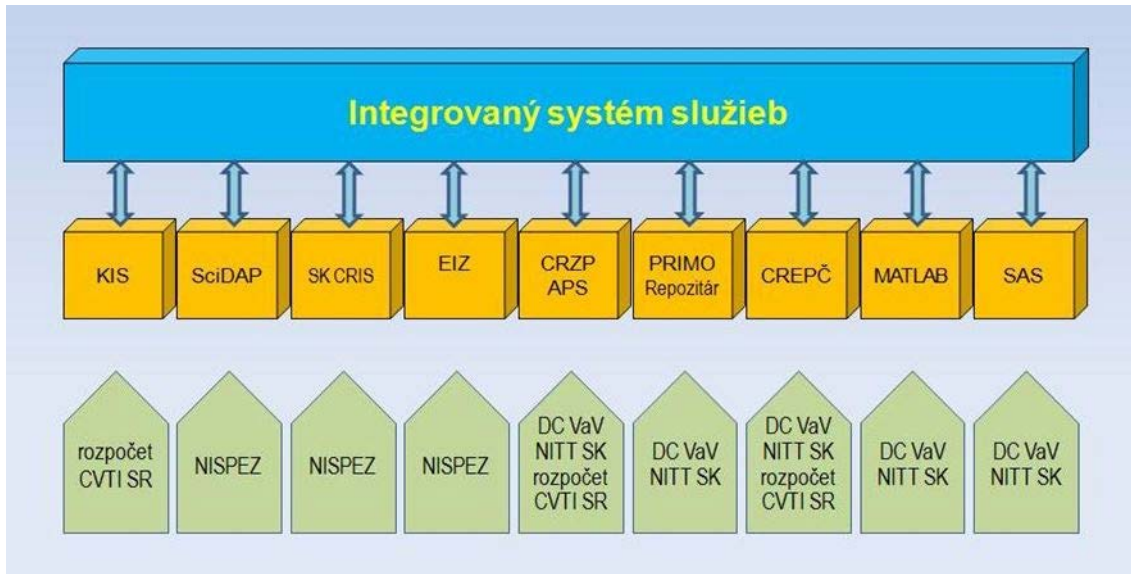 Integrovaný systém služieb
KIS
SciDAP
SK CRIS
EIZ
CRZP
APS
PRIMO
Repozitár
CREPČ
MATLAB
SAS
rozpočet
CVTI SR
NISPEZ
NISPEZ
NISPEZ
DC VaV
NITT SK
rozpočet
CVTI SR
DC VaV
NITT SK
DC VaV
NITT SK
rozpočet
CVTI SR
DC VaV
NITT SK
DC VaV
NITT SK